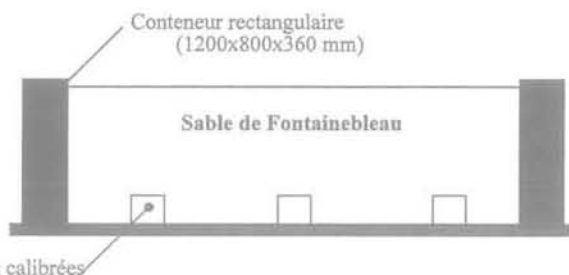 Conteneur rectangulaire
(1200x800x360 mm)
Sable de Fontainebleau
calibrées